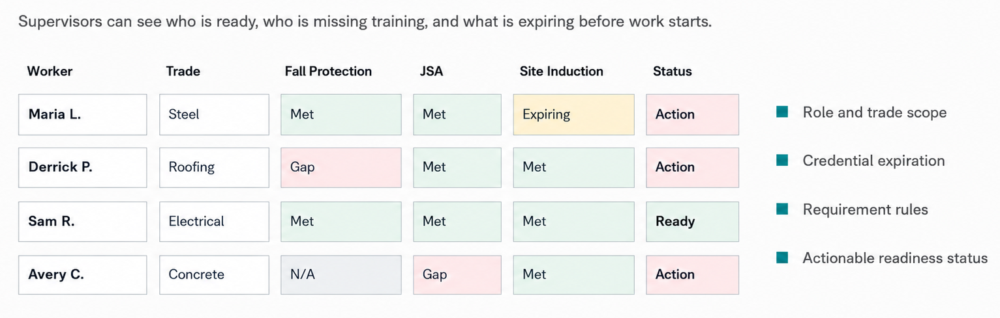 Supervisors can see who is ready, who is missing training, and what is expiring before work starts.
Worker Trade Fall Protection JSA Site Induction Status
Maria L. Steel Met Met Expiring Action
Derrick P. Roofing Gap Met Met Action
Sam R. Electrical Met Met Met Ready
Avery C. Concrete N/A Gap Met Action
Role and trade scope
Credential expiration
Requirement rules
Actionable readiness status